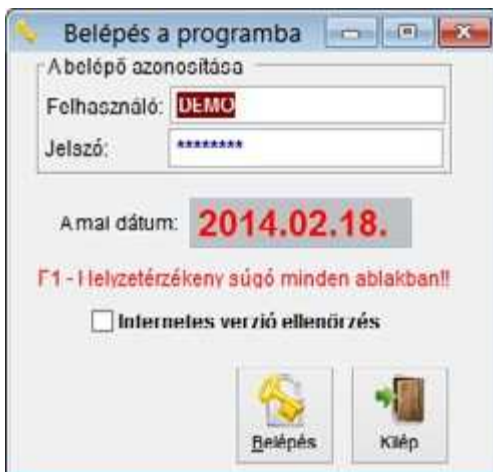 Belépés a programba
A belépő azonosítása
Felhasználó: DEMO
Jelszó: ********
A mai dátum: 2014.02.18.
F1 - Helyzetérzékeny súgó minden ablakban!!
Internetes verzió ellenőrzés
Belépés Kilép